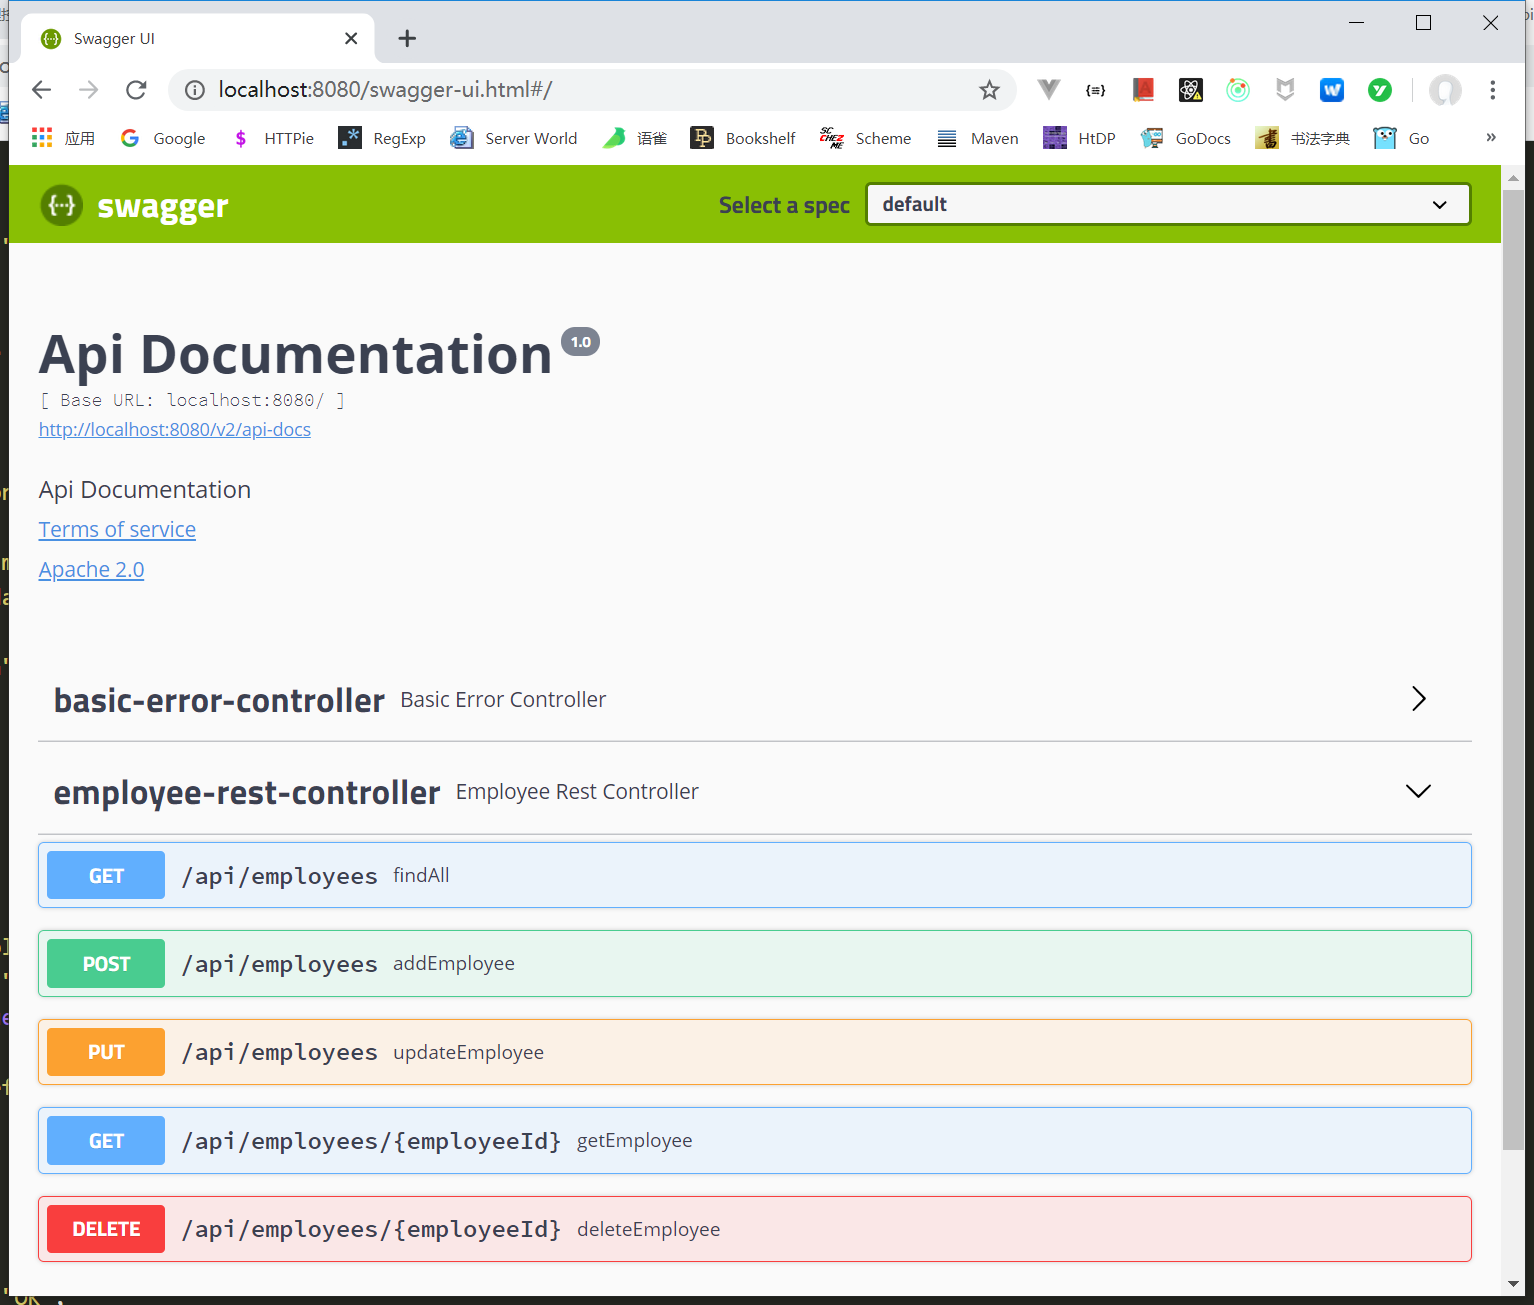 Swagger UI
localhost:8080/swagger-ui.html#/
应用 Google HTTPie RegExp Server World 语雀 Bookshelf Scheme Maven HtDP GoDocs 书法字典 Go »
{···} swagger Select a spec default
Api Documentation 1.0
[ Base URL: localhost:8080/ ]
http://localhost:8080/v2/api-docs
Api Documentation
Terms of service
Apache 2.0
basic-error-controller Basic Error Controller
employee-rest-controller Employee Rest Controller
GET /api/employees findAll
POST /api/employees addEmployee
PUT /api/employees updateEmployee
GET /api/employees/{employeeId} getEmployee
DELETE /api/employees/{employeeId} deleteEmployee